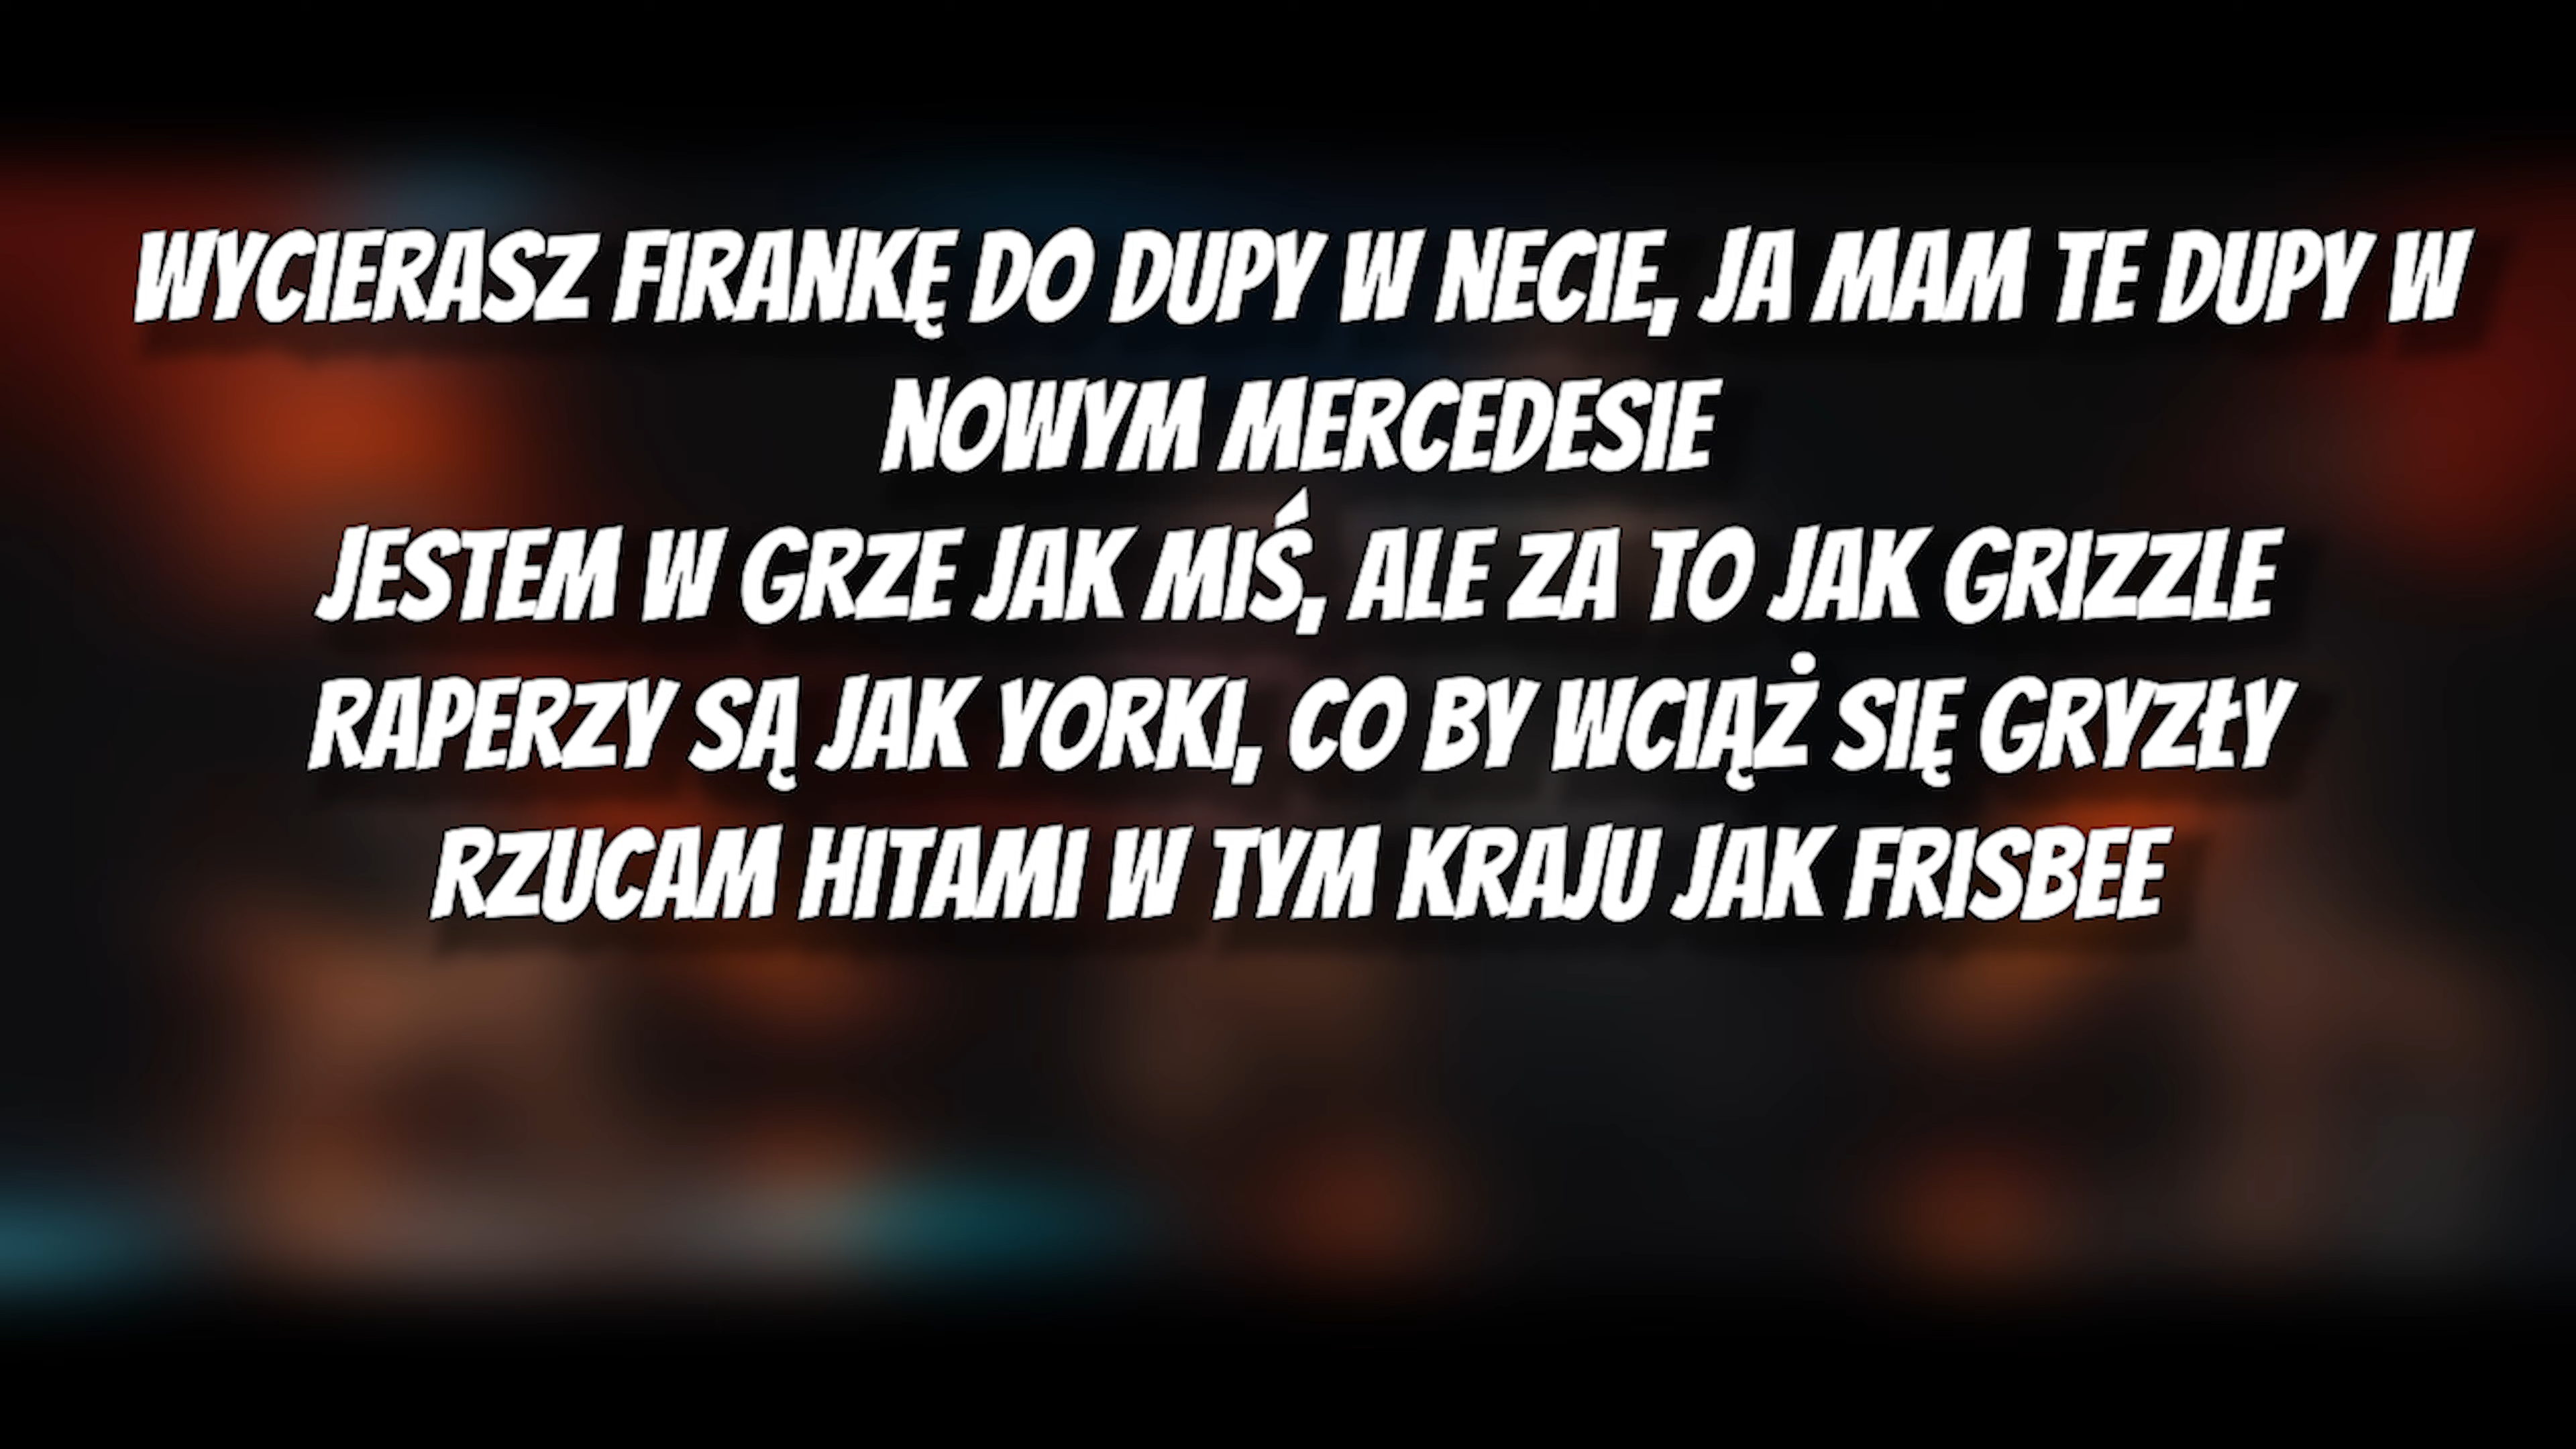 WYCIERASZ FIRANKĘ DO DUPY W NECIE, JA MAM TE DUPY W
NOWYM MERCEDESIE
JESTEM W GRZE JAK MIŚ, ALE ZA TO JAK GRIZZLE
RAPERZY SĄ JAK YORKI, CO BY WCIĄŻ SIĘ GRYZŁY
RZUCAM HITAMI W TYM KRAJU JAK FRISBEE